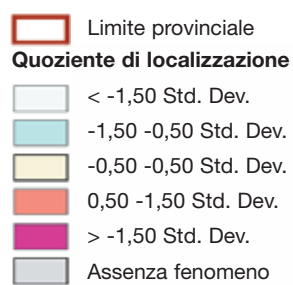 Limite provinciale
Quoziente di localizzazione
< -1,50 Std. Dev.
-1,50 -0,50 Std. Dev.
-0,50 -0,50 Std. Dev.
0,50 -1,50 Std. Dev.
> -1,50 Std. Dev.
Assenza fenomeno